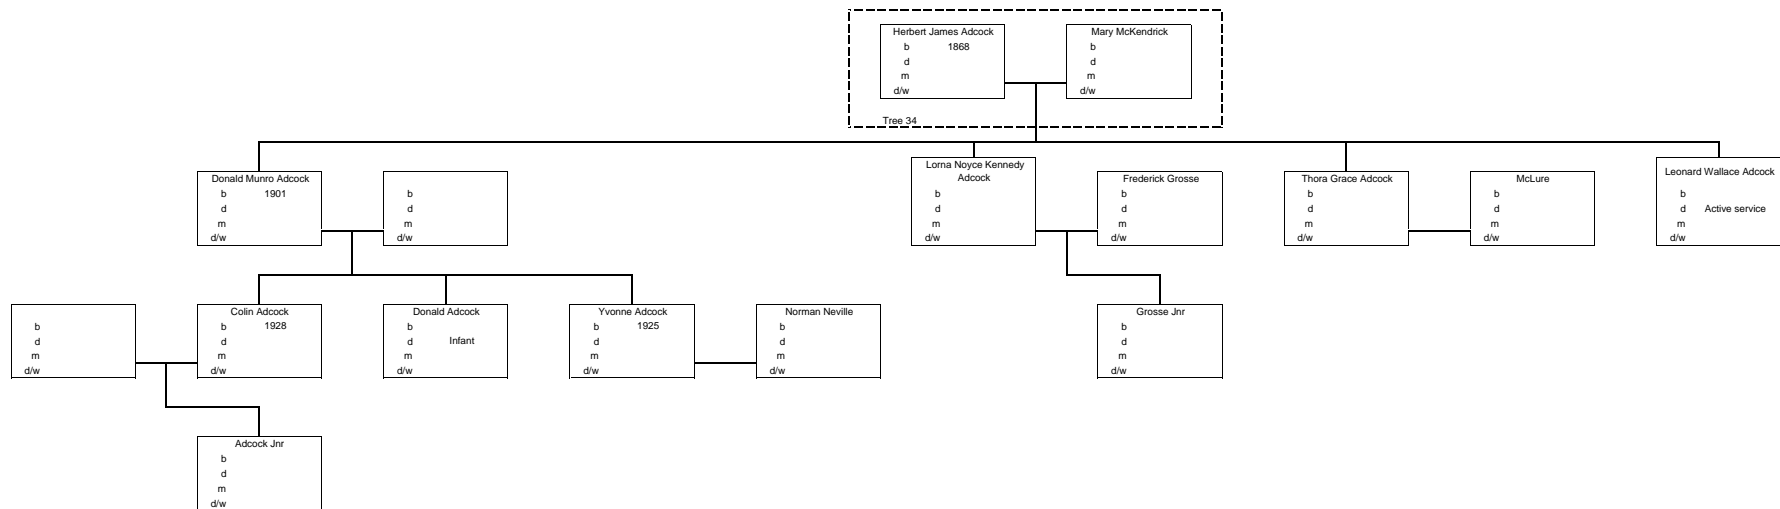 Herbert James Adcock
b 1868
d
m
d/w
Mary McKendrick
b
d
m
d/w
Tree 34
Donald Munro Adcock
b 1901
d
m
d/w
b
d
m
d/w
Lorna Noyce Kennedy
Adcock
b
d
m
d/w
Frederick Grosse
b
d
m
d/w
Thora Grace Adcock
b
d
m
d/w
McLure
b
d
m
d/w
Leonard Wallace Adcock
b
d Active service
m
d/w
b
d
m
d/w
Colin Adcock
b 1928
d
m
d/w
Donald Adcock
b
d Infant
m
d/w
Yvonne Adcock
b 1925
d
m
d/w
Norman Neville
b
d
m
d/w
Grosse Jnr
b
d
m
d/w
Adcock Jnr
b
d
m
d/w